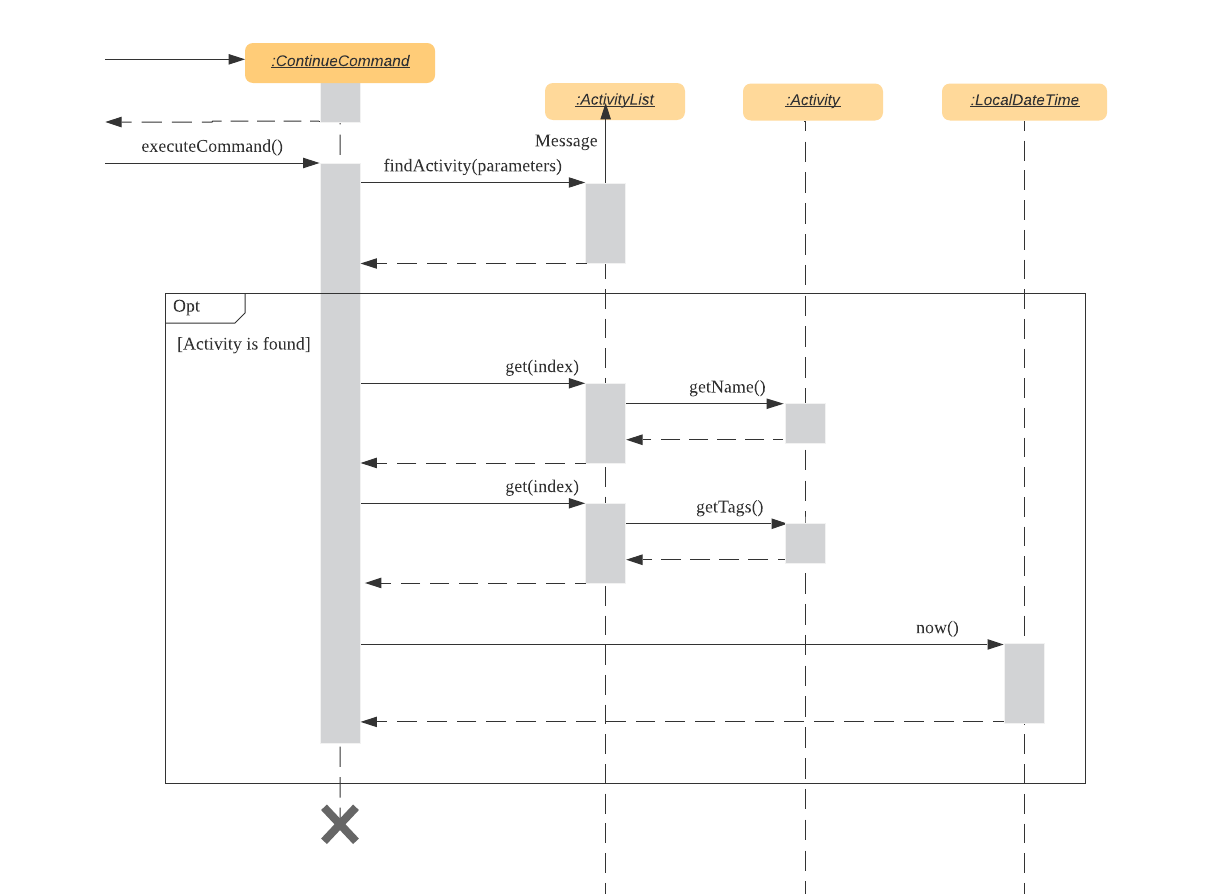 :ContinueCommand
:ActivityList
:Activity
:LocalDateTime
Message
executeCommand()
findActivity(parameters)
Opt
[Activity is found]
get(index)
getName()
get(index)
getTags()
now()